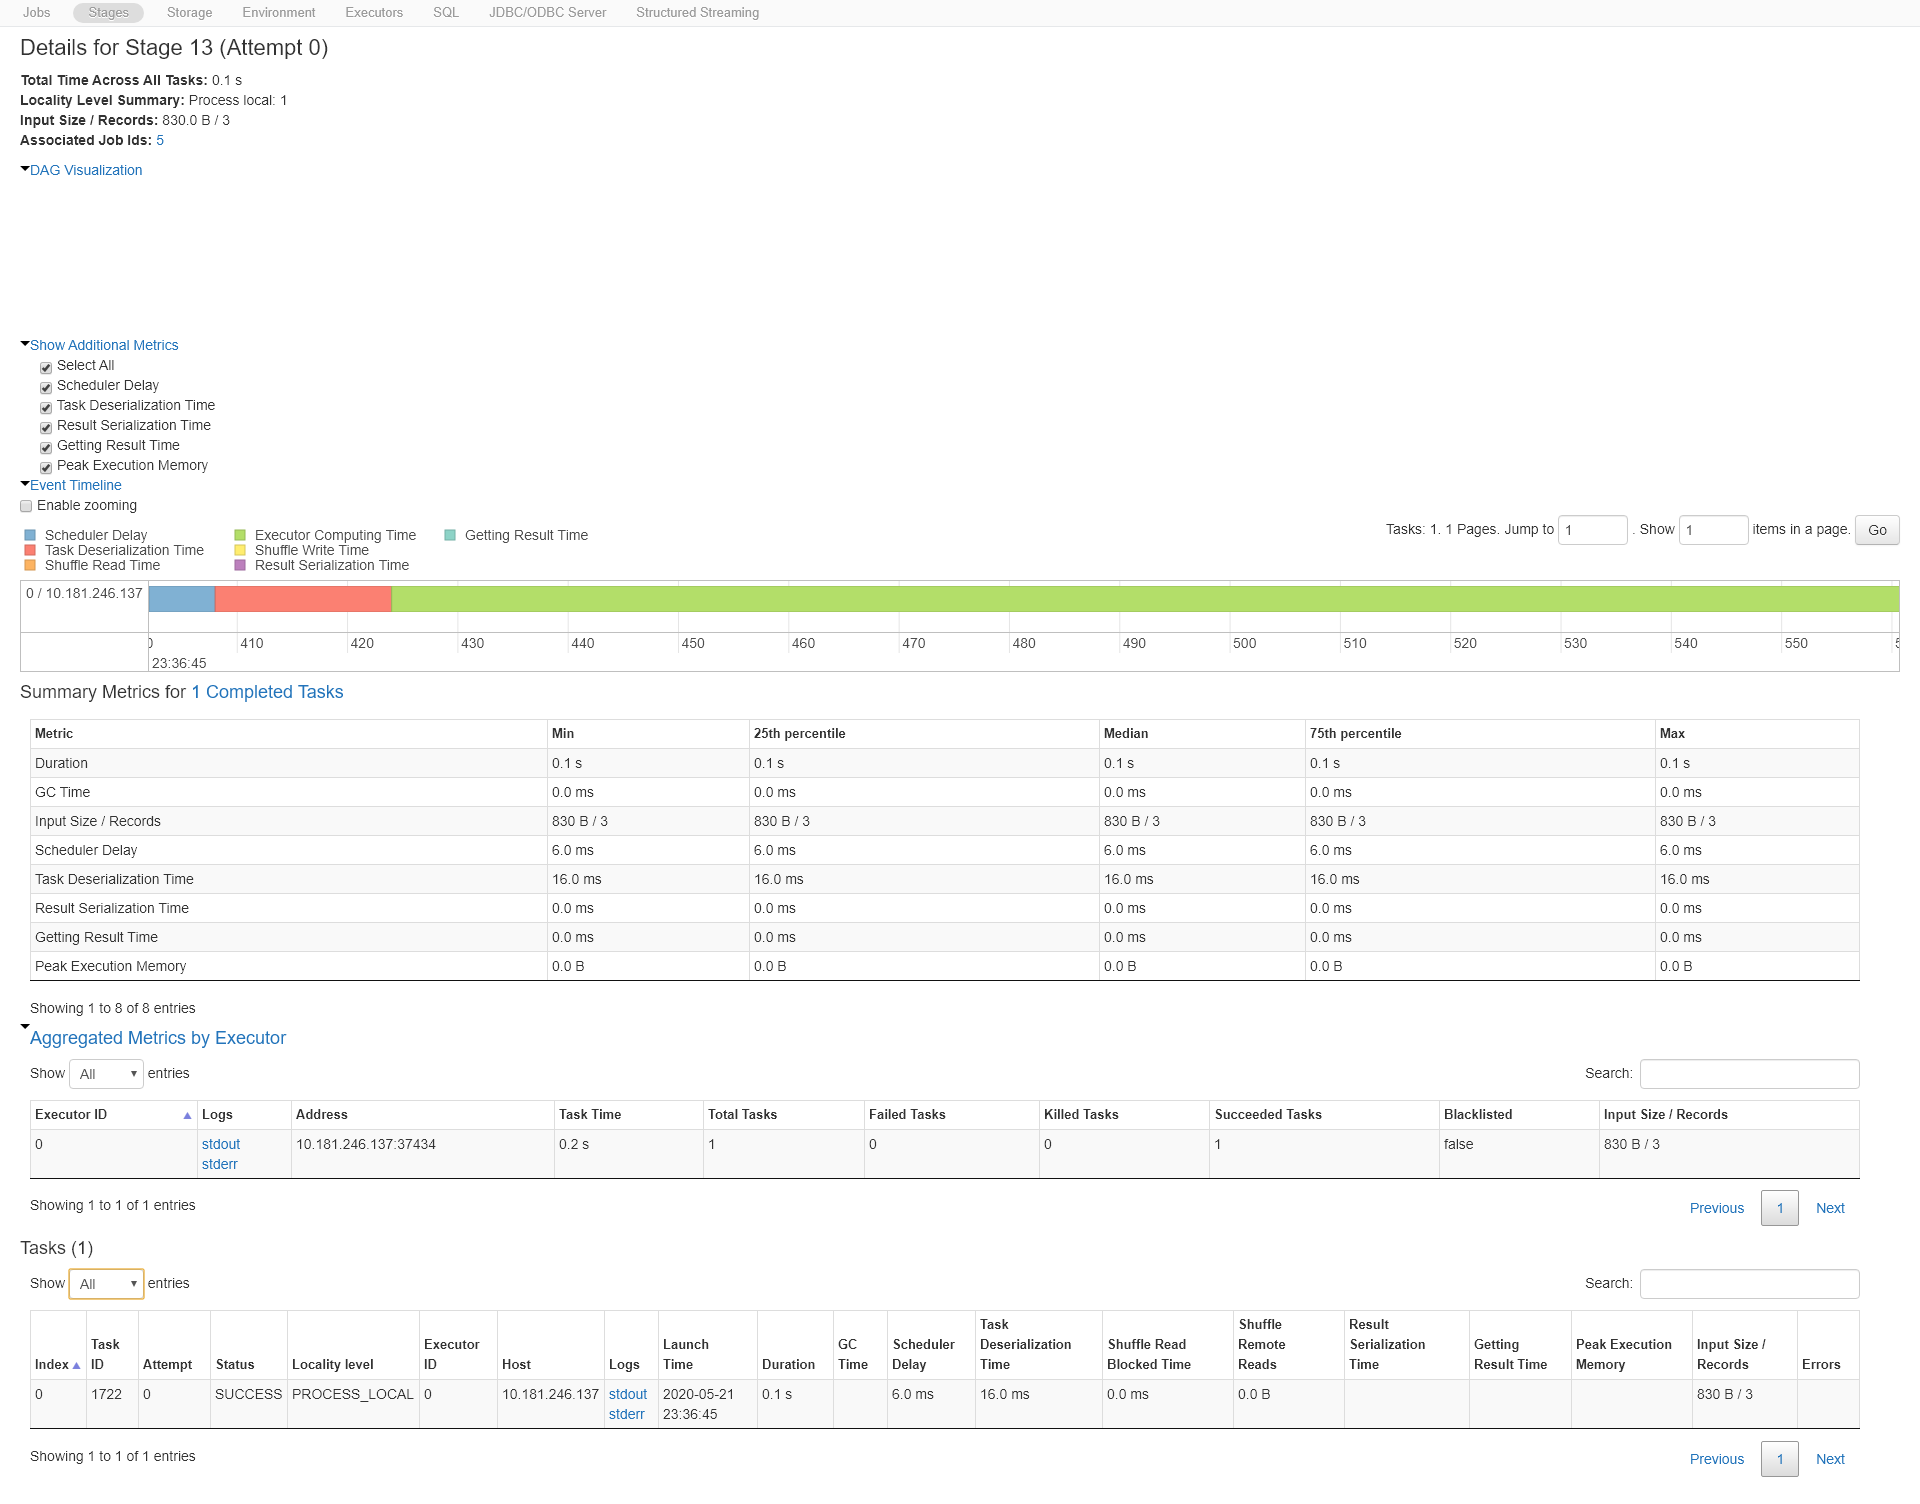 Jobs Stages Storage Environment Executors SQL JDBC/ODBC Server Structured Streaming
Details for Stage 13 (Attempt 0)
Total Time Across All Tasks: 0.1 s
Locality Level Summary: Process local: 1
Input Size / Records: 830.0 B / 3
Associated Job Ids: 5
DAG Visualization
Show Additional Metrics
Select All
Scheduler Delay
Task Deserialization Time
Result Serialization Time
Getting Result Time
Peak Execution Memory
Event Timeline
Enable zooming
Tasks: 1. 1 Pages. Jump to 1 . Show 1 items in a page. Go
Scheduler Delay Executor Computing Time Getting Result Time
Task Deserialization Time Shuffle Write Time
Shuffle Read Time Result Serialization Time
0 / 10.181.246.137
410 420 430 440 450 460 470 480 490 500 510 520 530 540 550
23:36:45
Summary Metrics for 1 Completed Tasks
Metric Min 25th percentile Median 75th percentile Max
Duration 0.1 s 0.1 s 0.1 s 0.1 s 0.1 s
GC Time 0.0 ms 0.0 ms 0.0 ms 0.0 ms 0.0 ms
Input Size / Records 830 B / 3 830 B / 3 830 B / 3 830 B / 3 830 B / 3
Scheduler Delay 6.0 ms 6.0 ms 6.0 ms 6.0 ms 6.0 ms
Task Deserialization Time 16.0 ms 16.0 ms 16.0 ms 16.0 ms 16.0 ms
Result Serialization Time 0.0 ms 0.0 ms 0.0 ms 0.0 ms 0.0 ms
Getting Result Time 0.0 ms 0.0 ms 0.0 ms 0.0 ms 0.0 ms
Peak Execution Memory 0.0 B 0.0 B 0.0 B 0.0 B 0.0 B
Showing 1 to 8 of 8 entries
Aggregated Metrics by Executor
Show All entries Search:
Executor ID Logs Address Task Time Total Tasks Failed Tasks Killed Tasks Succeeded Tasks Blacklisted Input Size / Records
0 stdout 10.181.246.137:37434 0.2 s 1 0 0 1 false 830 B / 3
stderr
Showing 1 to 1 of 1 entries
Previous 1 Next
Tasks (1)
Show All entries Search:
Task Shuffle Result
Task Executor Launch GC Scheduler Deserialization Shuffle Read Remote Serialization Getting Peak Execution Input Size /
Index ID Attempt Status Locality level ID Host Logs Time Duration Time Delay Time Blocked Time Reads Time Result Time Memory Records Errors
0 1722 0 SUCCESS PROCESS_LOCAL 0 10.181.246.137 stdout 2020-05-21 0.1 s 6.0 ms 16.0 ms 0.0 ms 0.0 B 830 B / 3
stderr 23:36:45
Showing 1 to 1 of 1 entries
Previous 1 Next